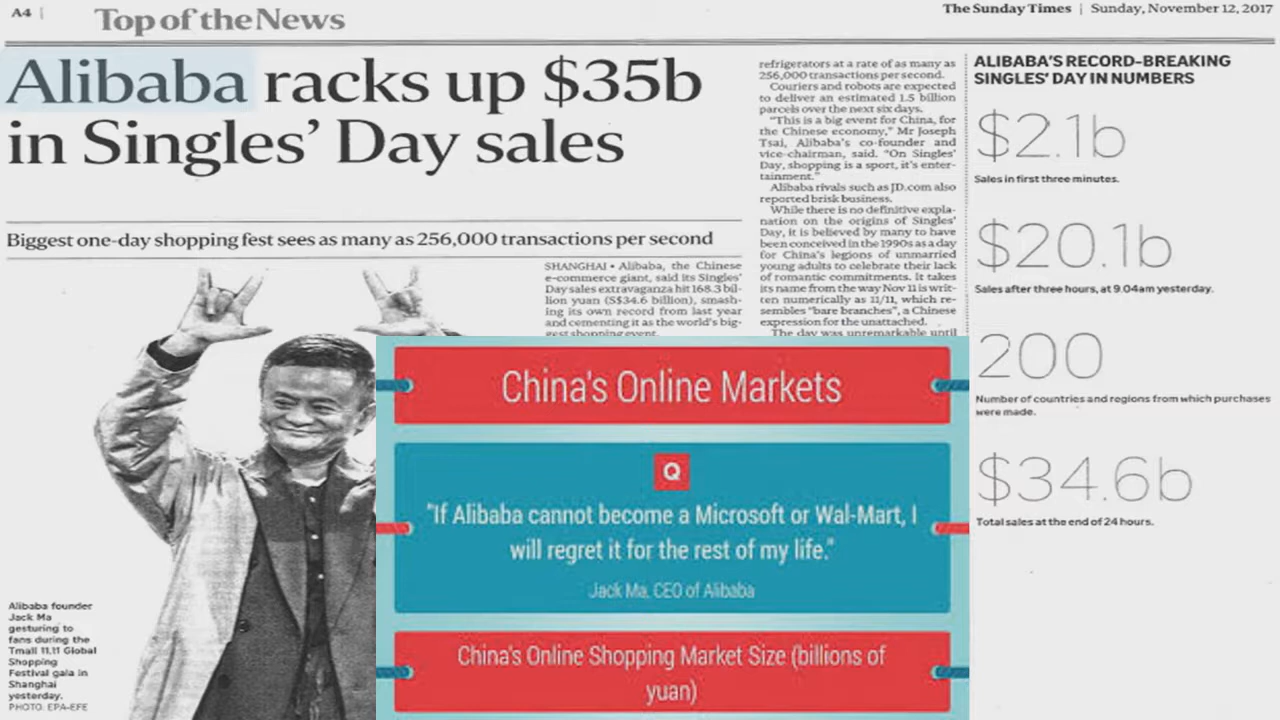 A4
Top of the News
The Sunday Times | Sunday, November 12, 2017
Alibaba racks up $35b
in Singles' Day sales
Biggest one-day shopping fest sees as many as 256,000 transactions per second
SHANGHAI • Alibaba, the Chinese
e-commerce giant, said its Singles'
Day sales extravaganza hit 168.3 bil-
lion yuan (S$34.6 billion), smash-
ing its own record from last year
and cementing it as the world's big-
gest shopping event.
refrigerators at a rate of as many as
256,000 transactions per second.
Couriers and robots are expected
to deliver an estimated 1.5 billion
parcels over the next six days.
"This is a big event for China, for
the Chinese economy," Mr Joseph
Tsai, Alibaba's co-founder and
vice-chairman, said. "On Singles'
Day, shopping is a sport, it's enter-
tainment."
Alibaba rivals such as JD.com also
reported brisk business.
While there is no definitive expla-
nation on the origins of Singles'
Day, it is believed by many to have
been conceived in the 1990s as a day
for China's legions of unmarried
young adults to celebrate their lack
of romantic commitments. It takes
its name from the way Nov 11 is writ-
ten numerically as 11/11, which re-
sembles "bare branches", a Chinese
expression for the unattached.
The day was unremarkable until
ALIBABA'S RECORD-BREAKING
SINGLES' DAY IN NUMBERS
$2.1b
Sales in first three minutes.
$20.1b
Sales after three hours, at 9.04am yesterday.
200
Number of countries and regions from which purchases
were made.
$34.6b
Total sales at the end of 24 hours.
Alibaba founder
Jack Ma
gesturing to
fans during the
Tmall 11.11 Global
Shopping
Festival gala in
Shanghai
yesterday.
PHOTO: EPA-EFE
China's Online Markets
Q
"If Alibaba cannot become a Microsoft or Wal-Mart, I
will regret it for the rest of my life."
Jack Ma, CEO of Alibaba
China's Online Shopping Market Size (billions of
yuan)